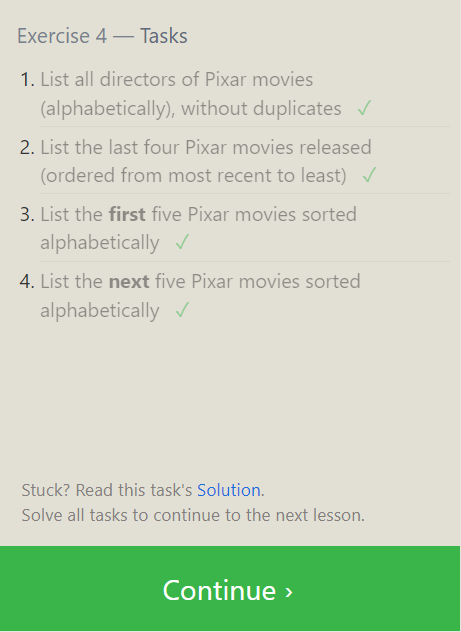 Exercise 4 — Tasks
1. List all directors of Pixar movies
(alphabetically), without duplicates ✓
2. List the last four Pixar movies released
(ordered from most recent to least) ✓
3. List the first five Pixar movies sorted
alphabetically ✓
4. List the next five Pixar movies sorted
alphabetically ✓
Stuck? Read this task's Solution.
Solve all tasks to continue to the next lesson.
Continue ›